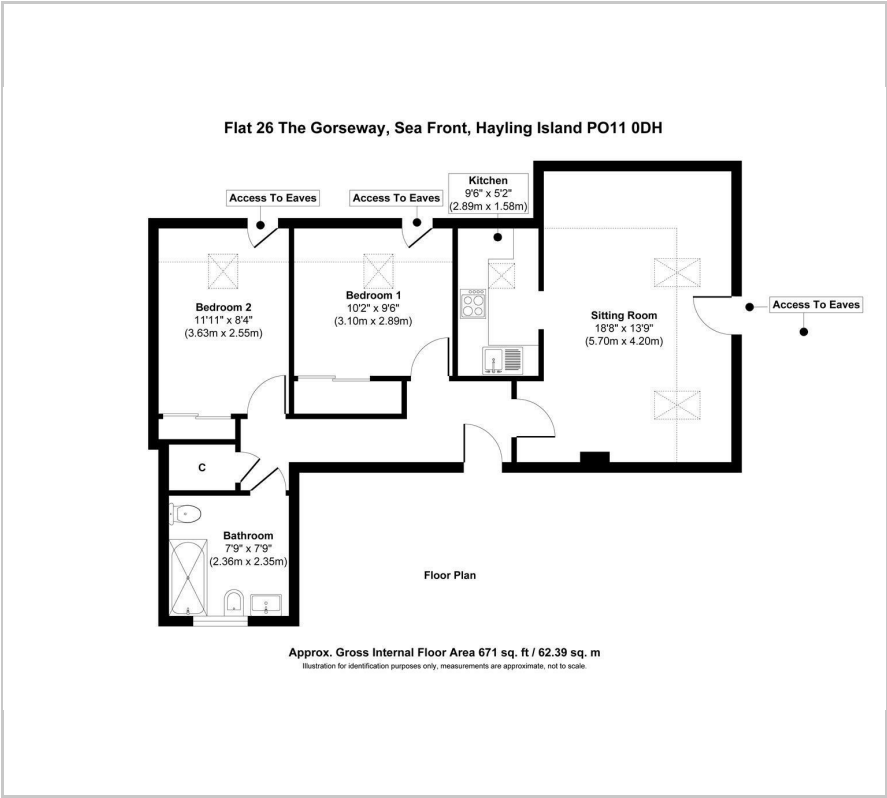 Flat 26 The Gorseway, Sea Front, Hayling Island PO11 0DH
Access To Eaves
Access To Eaves
Kitchen
9'6" x 5'2"
(2.89m x 1.58m)
Bedroom 2
11'11" x 8'4"
(3.63m x 2.55m)
Bedroom 1
10'2" x 9'6"
(3.10m x 2.89m)
Sitting Room
18'8" x 13'9"
(5.70m x 4.20m)
Access To Eaves
C
Bathroom
7'9" x 7'9"
(2.36m x 2.35m)
Floor Plan
Approx. Gross Internal Floor Area 671 sq. ft / 62.39 sq. m
Illustration for identification purposes only, measurements are approximate, not to scale.